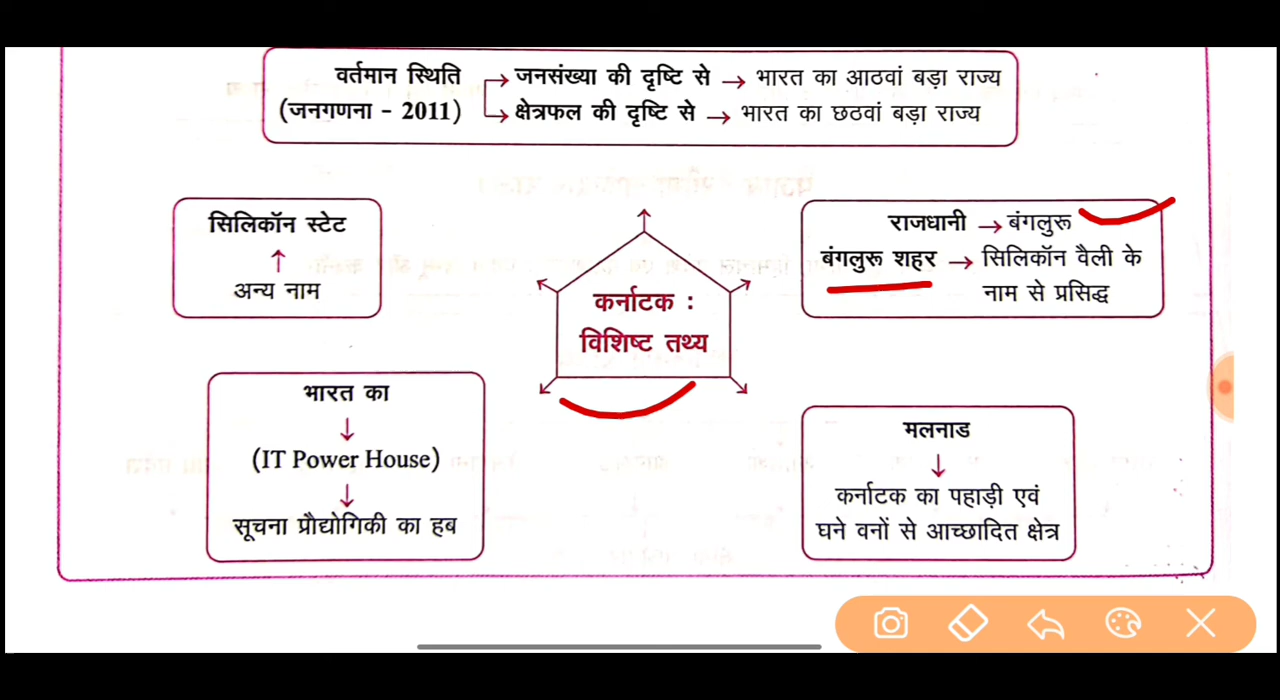 वर्तमान स्थिति → जनसंख्या की दृष्टि से → भारत का आठवां बड़ा राज्य
(जनगणना - 2011) → क्षेत्रफल की दृष्टि से → भारत का छठवां बड़ा राज्य
सिलिकॉन स्टेट
↑
अन्य नाम
राजधानी → बंगलुरू
बंगलुरू शहर → सिलिकॉन वैली के
नाम से प्रसिद्ध
कर्नाटक :
विशिष्ट तथ्य
भारत का
↓
(IT Power House)
↓
सूचना प्रौद्योगिकी का हब
मलनाड
↓
कर्नाटक का पहाड़ी एवं
घने वनों से आच्छादित क्षेत्र